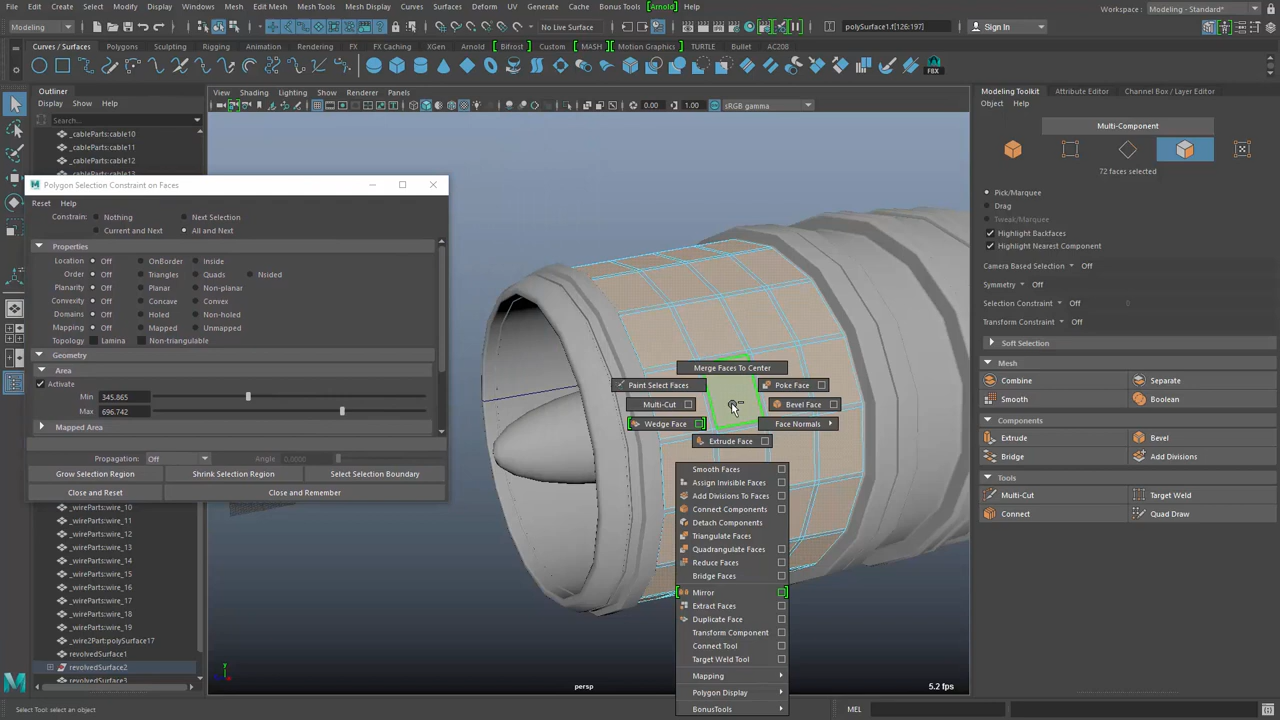 File Edit Create Select Modify Display Windows Mesh Edit Mesh Mesh Tools Mesh Display Curves Surfaces Deform UV Generate Cache Bonus Tools Arnold Help Workspace: Modeling - Standard*
Modeling No Live Surface polySurface1.f[126:197] Sign In
Curves / Surfaces Polygons Sculpting Rigging Animation Rendering FX FX Caching XGen Arnold Bifrost Custom MASH Motion Graphics TURTLE Bullet AC208
FBX
Outliner
Display Show Help
Search...
_cableParts:cable10
_cableParts:cable11
_cableParts:cable12
View Shading Lighting Show Renderer Panels
0.00 1.00 sRGB gamma
Polygon Selection Constraint on Faces
Reset Help
Constrain: Nothing Next Selection
Current and Next All and Next
Properties
Location Off OnBorder Inside
Order Off Triangles Quads Nsided
Planarity Off Planar Non-planar
Convexity Off Concave Convex
Domains Off Holed Non-holed
Mapping Off Mapped Unmapped
Topology Lamina Non-triangulable
Geometry
Area
Activate
Min 345.865
Max 696.742
Mapped Area
Propagation: Off Angle 0.0000
Grow Selection Region Shrink Selection Region Select Selection Boundary
Close and Reset Close and Remember
_wireParts:wire_10
_wireParts:wire_11
_wireParts:wire_12
_wireParts:wire_13
_wireParts:wire_14
_wireParts:wire_15
_wireParts:wire_16
_wireParts:wire_17
_wireParts:wire_18
_wireParts:wire_19
_wire2Part:polySurface17
revolvedSurface1
revolvedSurface2
revolvedSurface3
Merge Faces To Center
Paint Select Faces Poke Face
Multi-Cut Bevel Face
Wedge Face Face Normals
Extrude Face
Smooth Faces
Assign Invisible Faces
Add Divisions To Faces
Connect Components
Detach Components
Triangulate Faces
Quadrangulate Faces
Reduce Faces
Bridge Faces
Mirror
Extract Faces
Duplicate Face
Transform Component
Connect Tool
Target Weld Tool
Mapping
Polygon Display
BonusTools
persp
5.2 fps
Modeling Toolkit Attribute Editor Channel Box / Layer Editor
Object Help
Multi-Component
72 faces selected
Pick/Marquee
Drag
Tweak/Marquee
Highlight Backfaces
Highlight Nearest Component
Camera Based Selection Off
Symmetry Off
Selection Constraint Off
Transform Constraint Off
Soft Selection
Mesh
Combine Separate
Smooth Boolean
Components
Extrude Bevel
Bridge Add Divisions
Tools
Multi-Cut Target Weld
Connect Quad Draw
Select Tool: select an object MEL